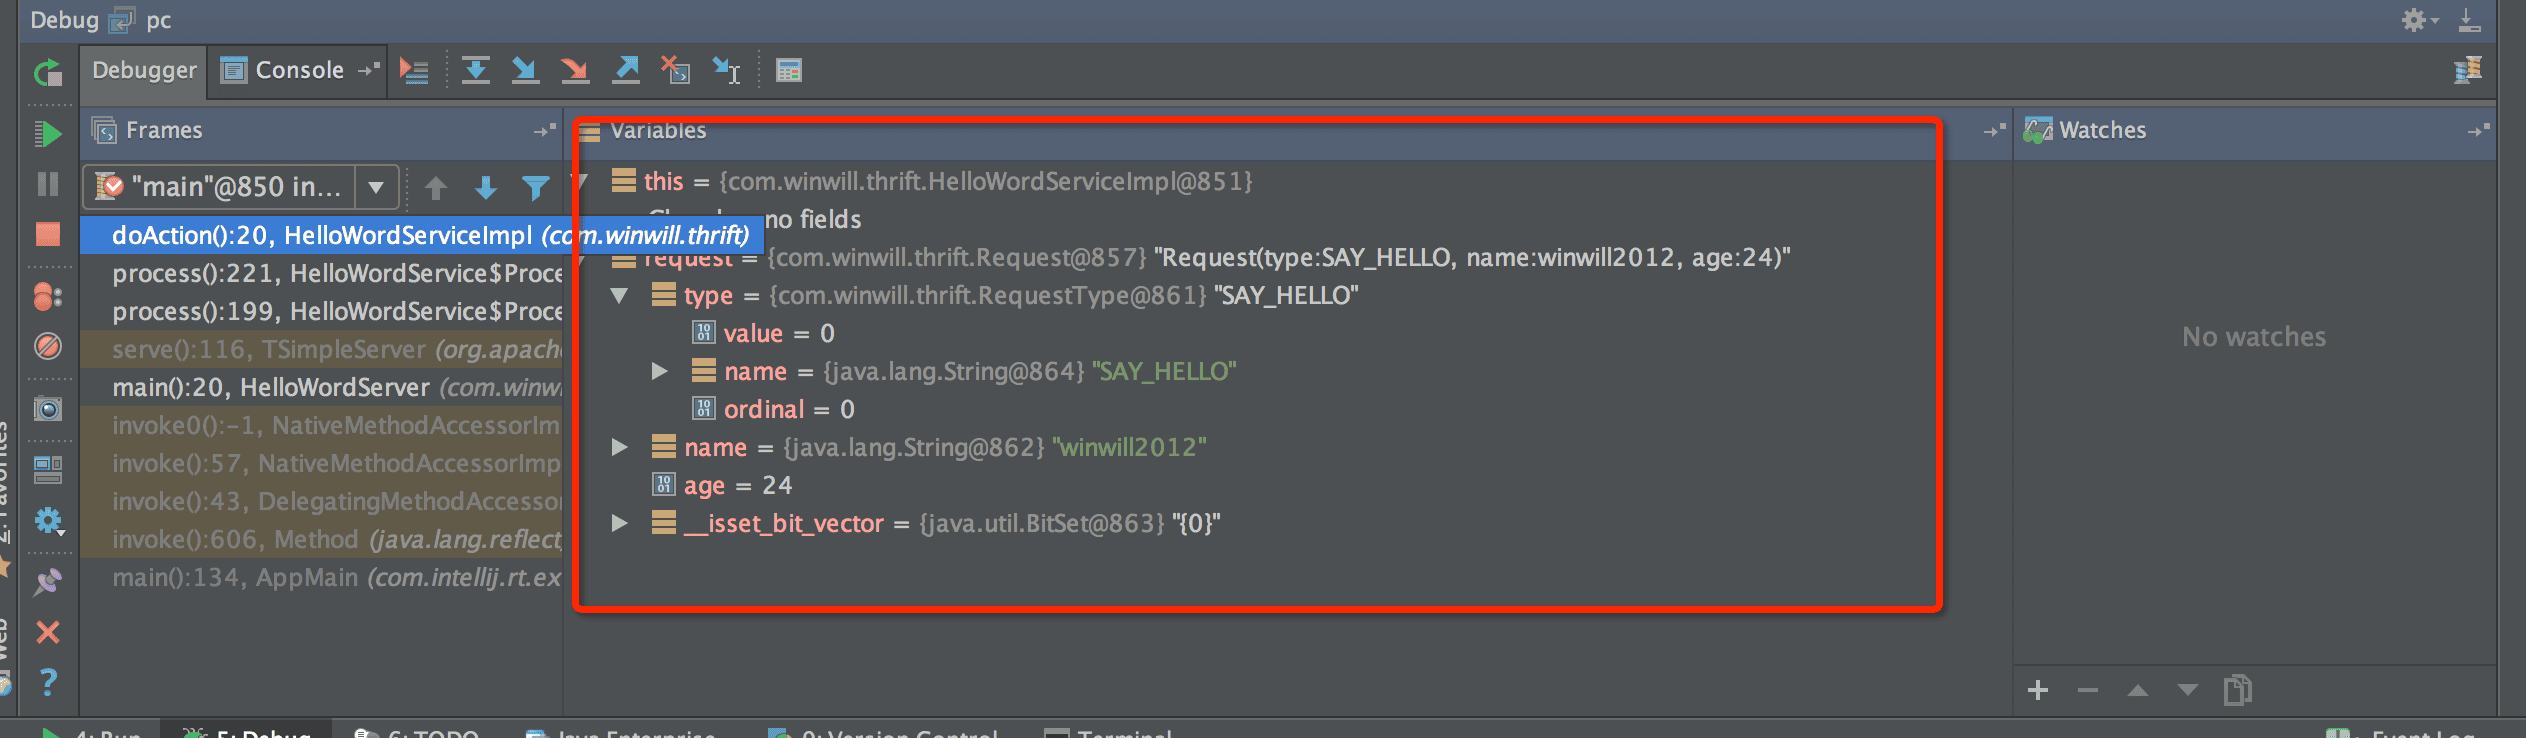 Debug pc
Debugger Console
Frames
Variables
Watches
"main"@850 in...
this = {com.winwill.thrift.HelloWordServiceImpl@851}
no fields
doAction():20, HelloWordServiceImpl (com.winwill.thrift)
request = {com.winwill.thrift.Request@857} "Request(type:SAY_HELLO, name:winwill2012, age:24)"
process():221, HelloWordService$Proce
type = {com.winwill.thrift.RequestType@861} "SAY_HELLO"
process():199, HelloWordService$Proce
value = 0
serve():116, TSimpleServer (org.apach
No watches
name = {java.lang.String@864} "SAY_HELLO"
main():20, HelloWordServer (com.winw
ordinal = 0
invoke0():-1, NativeMethodAccessorIm
name = {java.lang.String@862} "winwill2012"
invoke():57, NativeMethodAccessorImp
age = 24
invoke():43, DelegatingMethodAccesso
__isset_bit_vector = {java.util.BitSet@863} "{0}"
invoke():606, Method (java.lang.reflect
main():134, AppMain (com.intellij.rt.ex
2: Favorites
Web
4: Run
5: Debug
6: TODO
Java Enterprise
9: Version Control
Terminal
Event Log